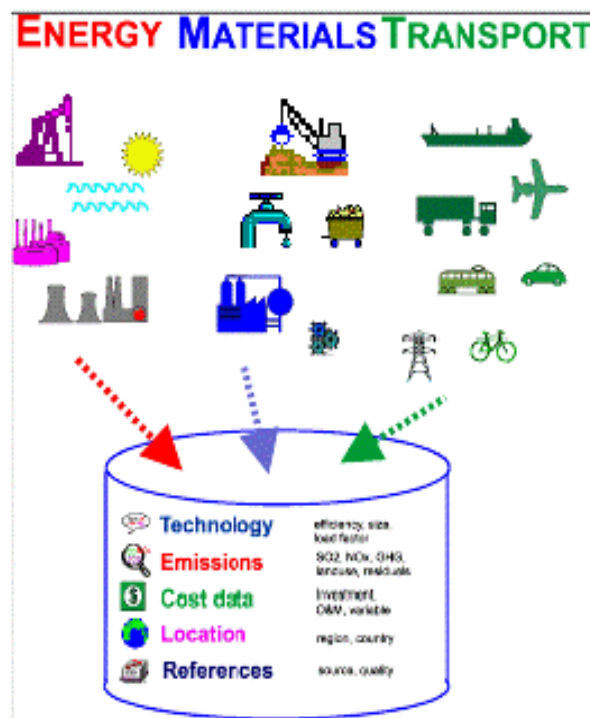 ENERGY MATERIALS TRANSPORT
Technology efficiency, size,
load factor
Emissions SO2, NOx, GHG,
landuse, residuals
Cost data Investment,
O&M, variable
Location region, country
References source, quality